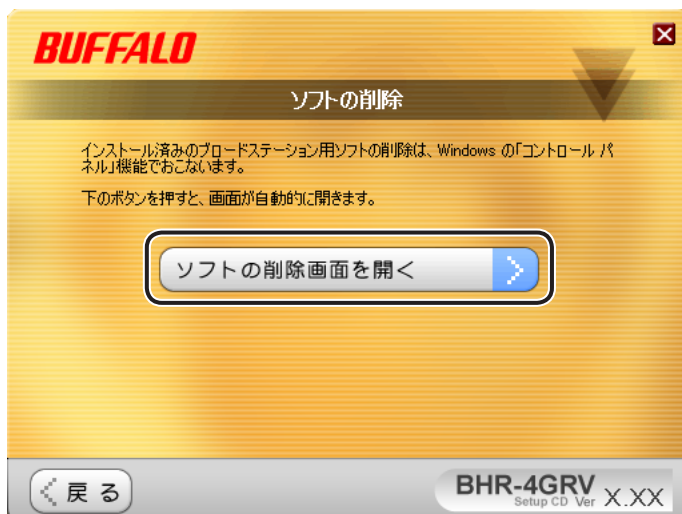 BUFFALO
ソフトの削除
インストール済みのブロードステーション用ソフトの削除は、Windows の「コントロール パ
ネル」機能でおこないます。
下のボタンを押すと、画面が自動的に開きます。
ソフトの削除画面を開く
戻る
BHR-4GRV
Setup CD Ver X.XX